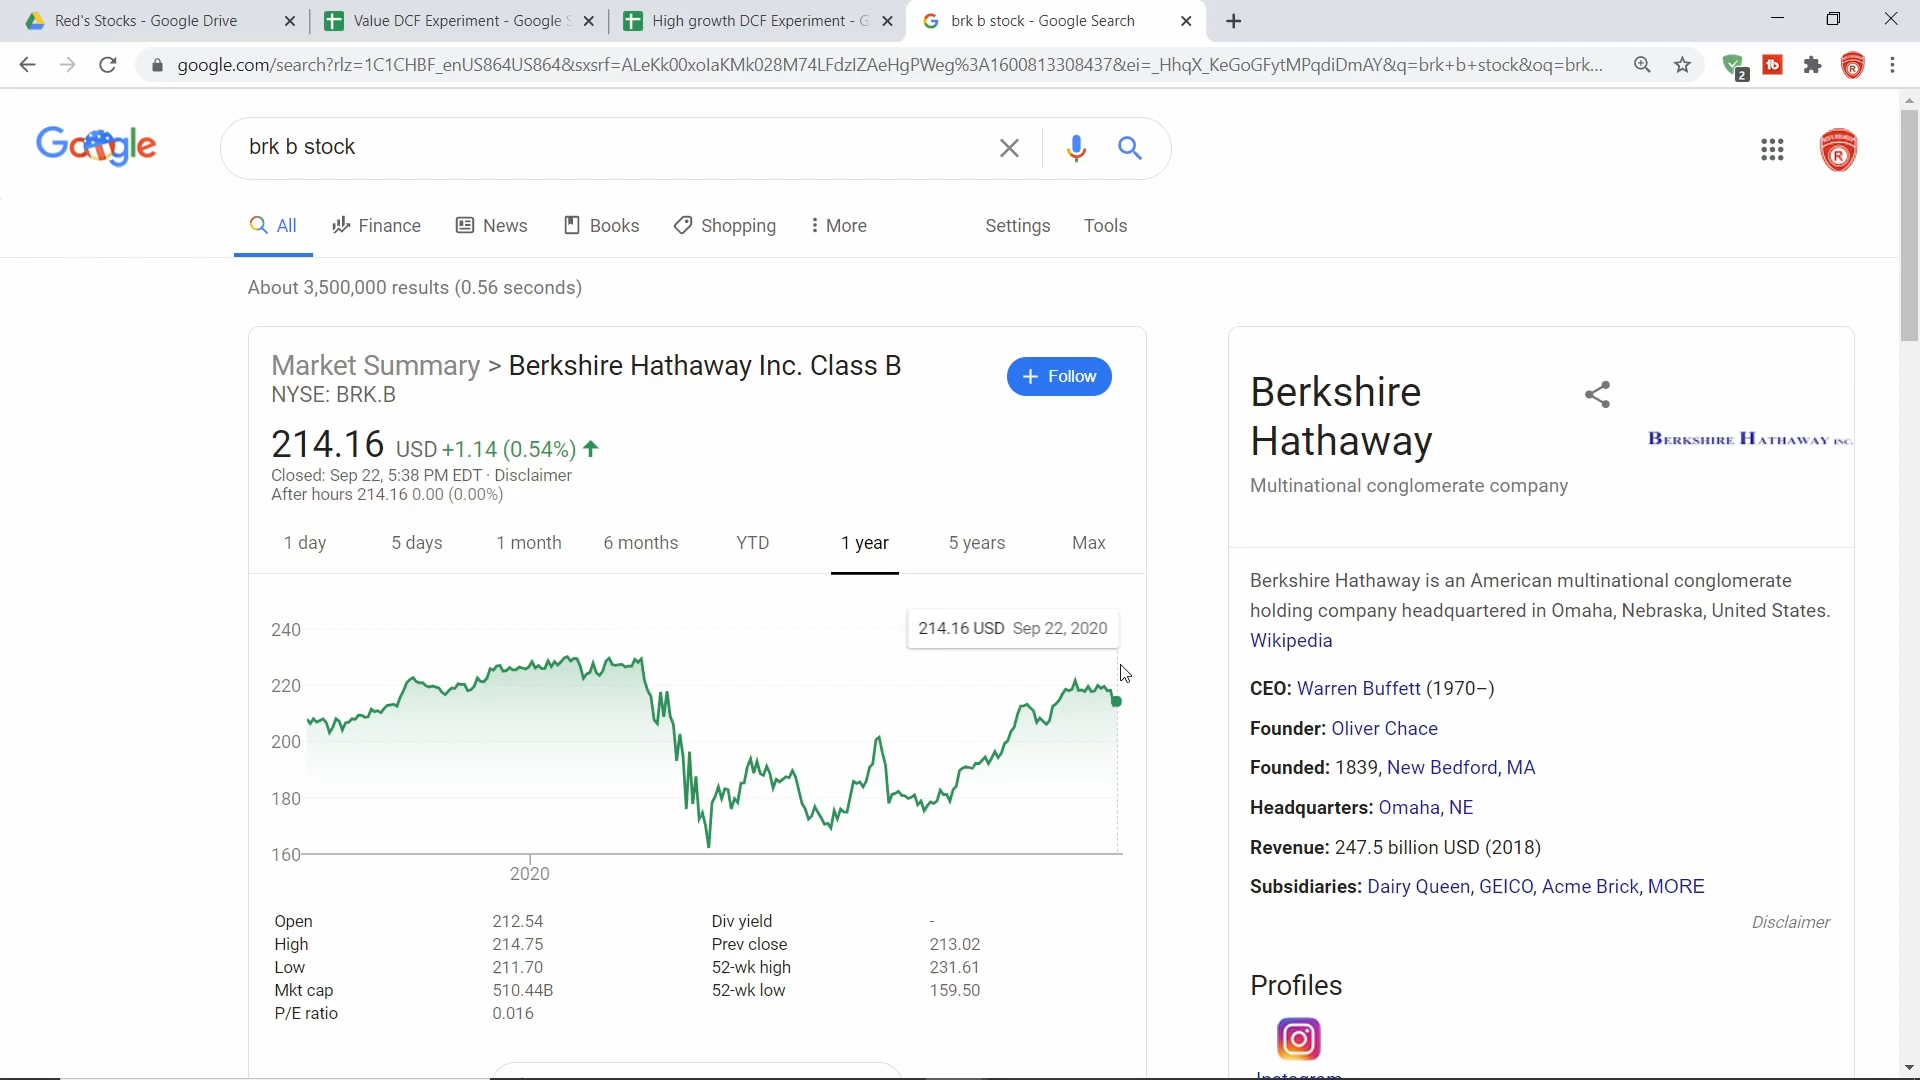 Red's Stocks - Google Drive
Value DCF Experiment - Google S
High growth DCF Experiment - G
brk b stock - Google Search
google.com/search?rlz=1C1CHBF_enUS864US864&sxsrf=ALeKk00xolaKMk028M74LFdzIZAeHgPWeg%3A1600813308437&ei=_HhqX_KeGoGFytMPqdiDmAY&q=brk+b+stock&oq=brk...
2
Google
brk b stock
All
Finance
News
Books
Shopping
More
Settings
Tools
About 3,500,000 results (0.56 seconds)
Market Summary > Berkshire Hathaway Inc. Class B
NYSE: BRK.B
+ Follow
214.16 USD +1.14 (0.54%)
Closed: Sep 22, 5:38 PM EDT · Disclaimer
After hours 214.16 0.00 (0.00%)
1 day
5 days
1 month
6 months
YTD
1 year
5 years
Max
214.16 USD Sep 22, 2020
240
220
200
180
160
2020
Open 212.54 Div yield -
High 214.75 Prev close 213.02
Low 211.70 52-wk high 231.61
Mkt cap 510.44B 52-wk low 159.50
P/E ratio 0.016
Berkshire
Hathaway
BERKSHIRE HATHAWAY INC.
Multinational conglomerate company
Berkshire Hathaway is an American multinational conglomerate
holding company headquartered in Omaha, Nebraska, United States.
Wikipedia
CEO: Warren Buffett (1970–)
Founder: Oliver Chace
Founded: 1839, New Bedford, MA
Headquarters: Omaha, NE
Revenue: 247.5 billion USD (2018)
Subsidiaries: Dairy Queen, GEICO, Acme Brick, MORE
Disclaimer
Profiles